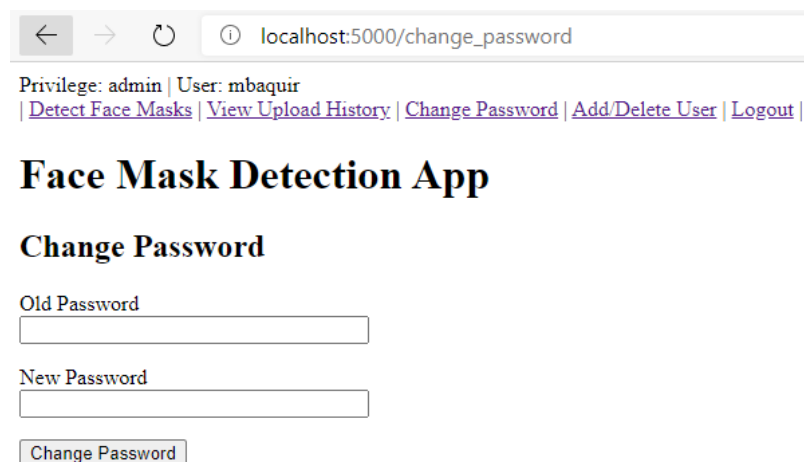 localhost:5000/change_password
Privilege: admin | User: mbaquir
| Detect Face Masks | View Upload History | Change Password | Add/Delete User | Logout |
Face Mask Detection App
Change Password
Old Password
New Password
Change Password